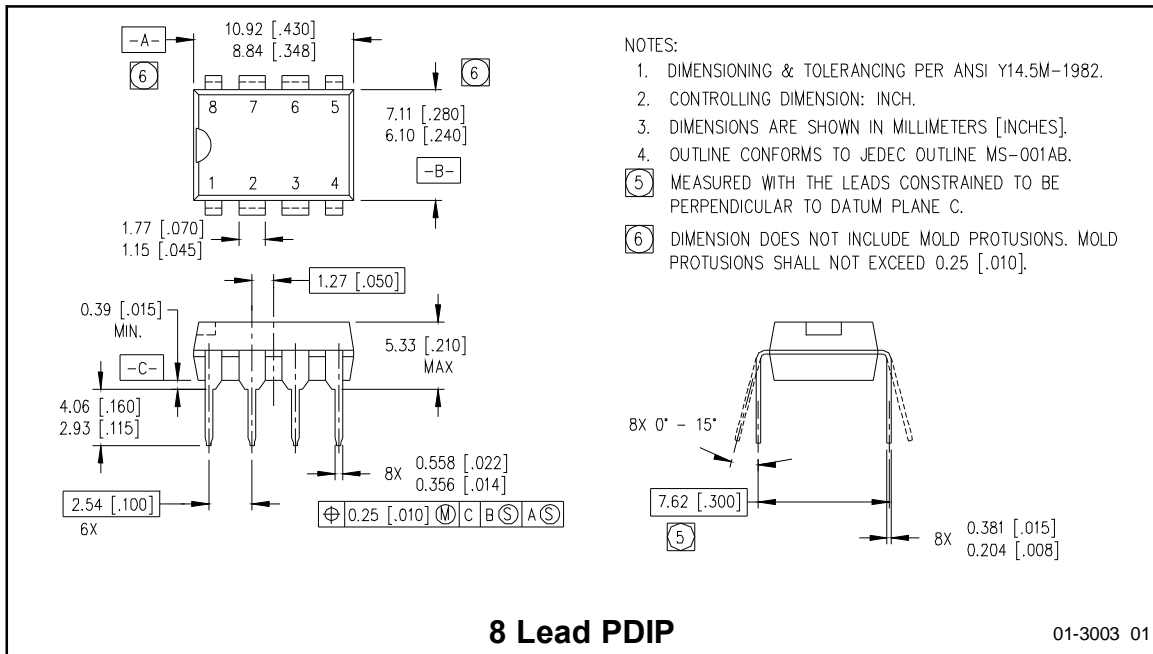 -A-
10.92 [.430]
8.84 [.348]
6
6
8 7 6 5
7.11 [.280]
6.10 [.240]
-B-
1 2 3 4
1.77 [.070]
1.15 [.045]
1.27 [.050]
0.39 [.015]
MIN.
5.33 [.210]
MAX
-C-
4.06 [.160]
2.93 [.115]
8X 0.558 [.022]
0.356 [.014]
2.54 [.100]
6X
⌖ 0.25 [.010] Ⓜ C B Ⓢ A Ⓢ
NOTES:
1. DIMENSIONING & TOLERANCING PER ANSI Y14.5M-1982.
2. CONTROLLING DIMENSION: INCH.
3. DIMENSIONS ARE SHOWN IN MILLIMETERS [INCHES].
4. OUTLINE CONFORMS TO JEDEC OUTLINE MS-001AB.
5 MEASURED WITH THE LEADS CONSTRAINED TO BE
PERPENDICULAR TO DATUM PLANE C.
6 DIMENSION DOES NOT INCLUDE MOLD PROTUSIONS. MOLD
PROTUSIONS SHALL NOT EXCEED 0.25 [.010].
8X 0° - 15°
7.62 [.300]
5
8X 0.381 [.015]
0.204 [.008]
8 Lead PDIP
01-3003 01